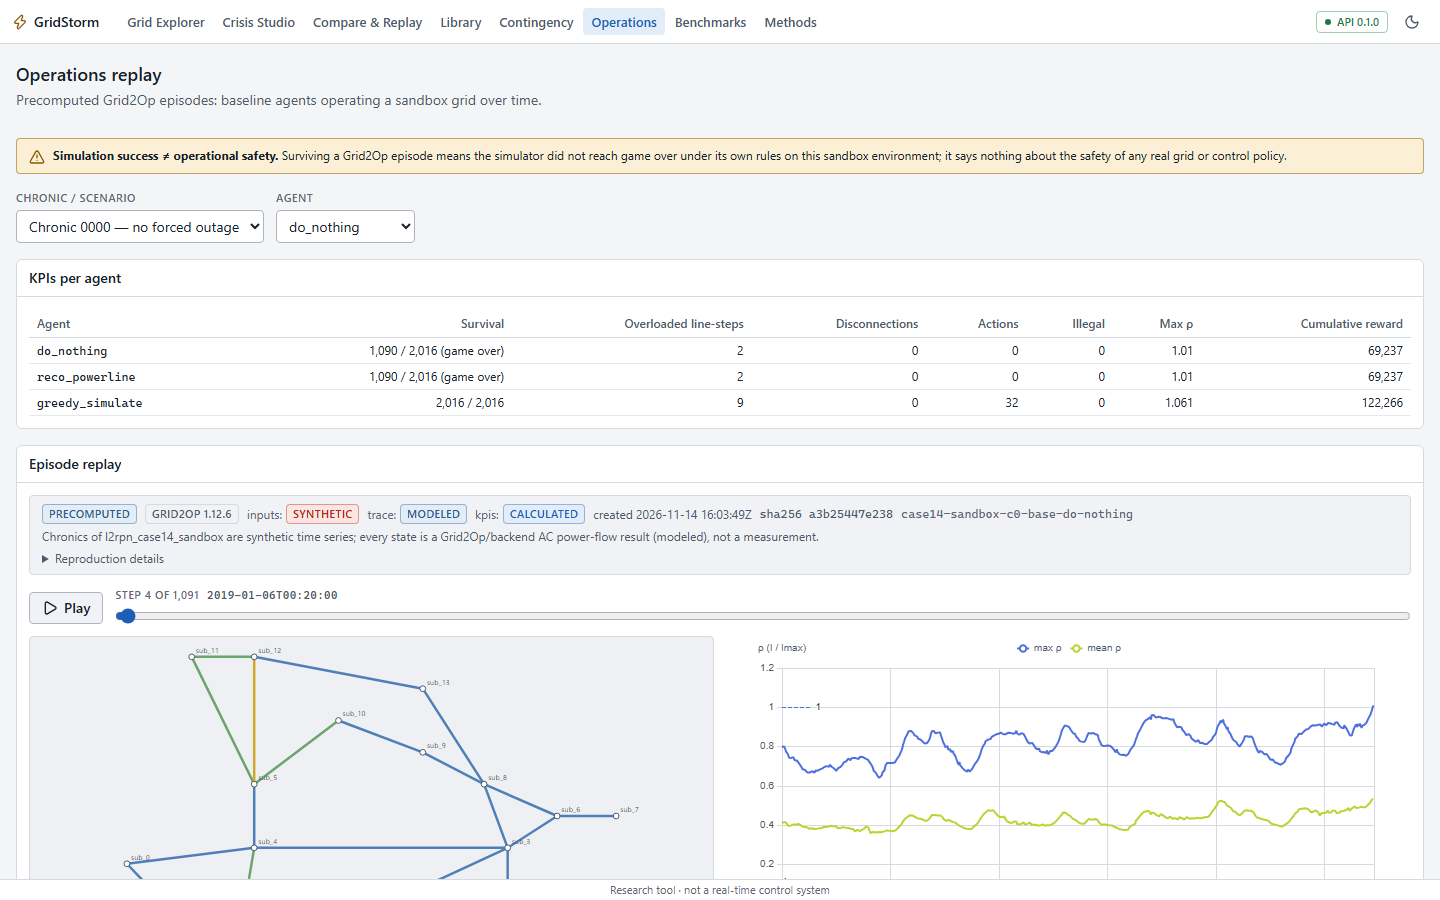 GridStorm Grid Explorer Crisis Studio Compare & Replay Library Contingency Operations Benchmarks Methods API 0.1.0
Operations replay
Precomputed Grid2Op episodes: baseline agents operating a sandbox grid over time.
Simulation success ≠ operational safety. Surviving a Grid2Op episode means the simulator did not reach game over under its own rules on this sandbox environment; it says nothing about the safety of any real grid or control policy.
CHRONIC / SCENARIO AGENT
Chronic 0000 — no forced outage do_nothing
KPIs per agent
Agent Survival Overloaded line-steps Disconnections Actions Illegal Max ρ Cumulative reward
do_nothing 1,090 / 2,016 (game over) 2 0 0 0 1.01 69,237
reco_powerline 1,090 / 2,016 (game over) 2 0 0 0 1.01 69,237
greedy_simulate 2,016 / 2,016 9 0 32 0 1.061 122,266
Episode replay
PRECOMPUTED GRID2OP 1.12.6 inputs: SYNTHETIC trace: MODELED kpis: CALCULATED created 2026-11-14 16:03:49Z sha256 a3b25447e238 case14-sandbox-c0-base-do-nothing
Chronics of l2rpn_case14_sandbox are synthetic time series; every state is a Grid2Op/backend AC power-flow result (modeled), not a measurement.
Reproduction details
Play
STEP 4 OF 1,091 2019-01-06T00:20:00
sub_11
sub_12
sub_13
sub_10
sub_9
sub_5
sub_8
sub_6
sub_7
sub_4
sub_3
sub_0
ρ (I / Imax)
max ρ mean ρ
1.2
1
1
0.8
0.6
0.4
0.2
Research tool · not a real-time control system